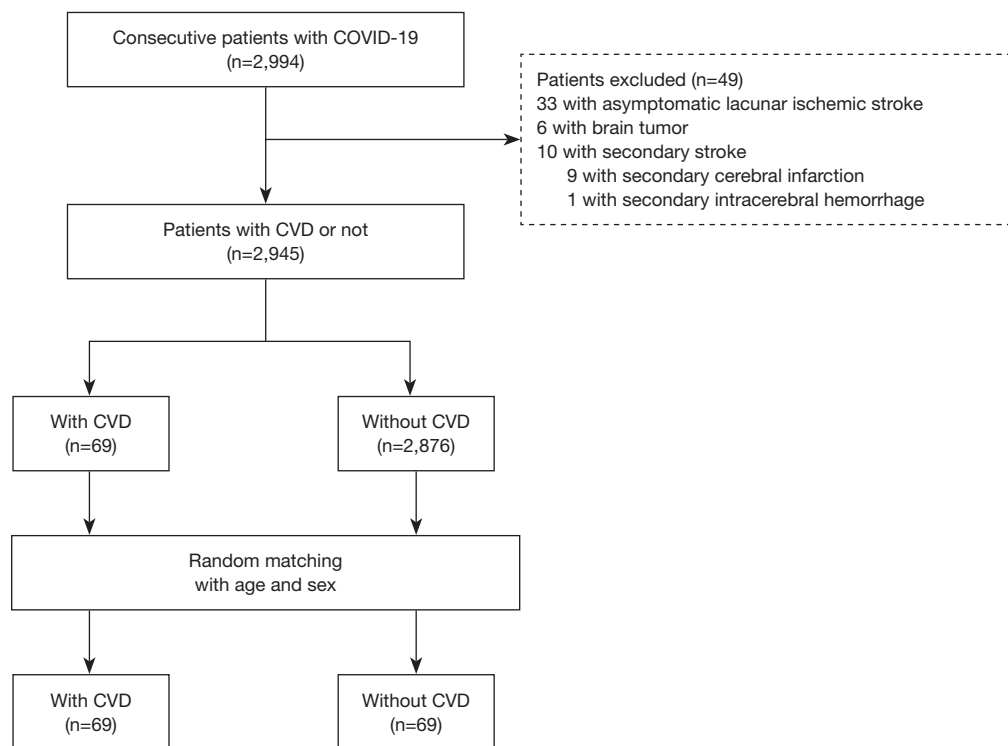 Consecutive patients with COVID-19
(n=2,994)
Patients excluded (n=49)
33 with asymptomatic lacunar ischemic stroke
6 with brain tumor
10 with secondary stroke
9 with secondary cerebral infarction
1 with secondary intracerebral hemorrhage
Patients with CVD or not
(n=2,945)
With CVD
(n=69)
Without CVD
(n=2,876)
Random matching
with age and sex
With CVD
(n=69)
Without CVD
(n=69)